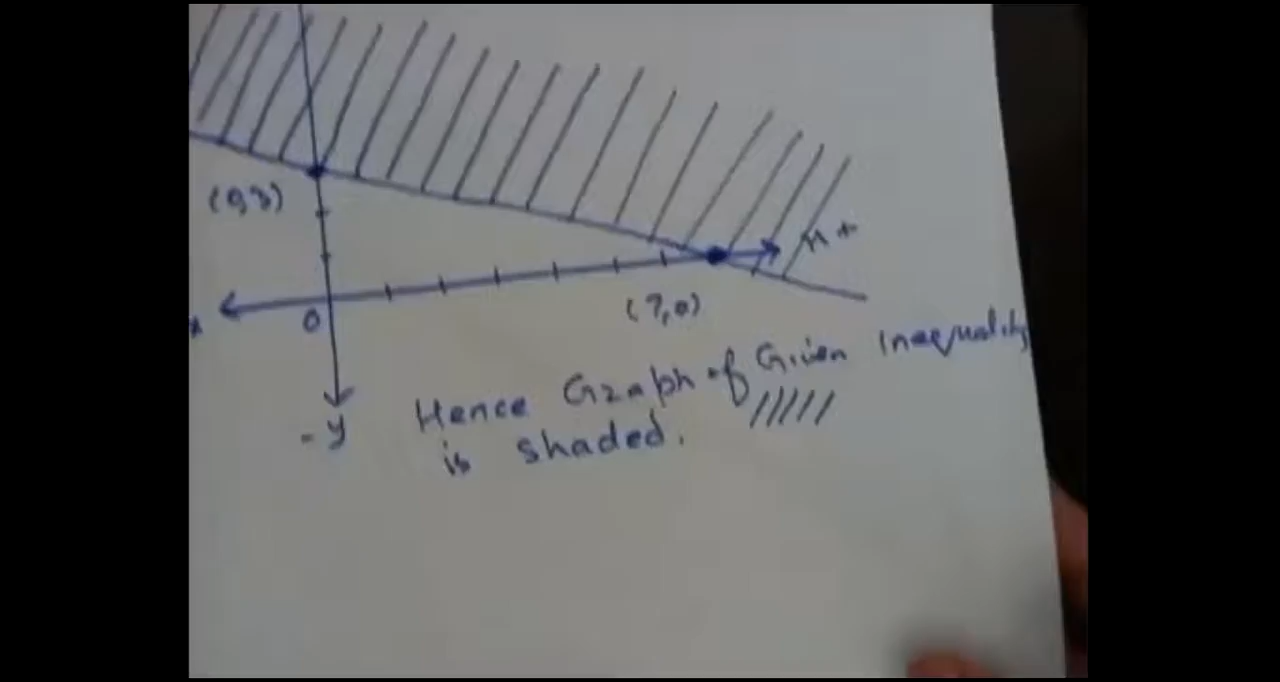 (0,3)
x +
0
(7,0)
-y
Hence Graph of Given Inequality
is shaded.